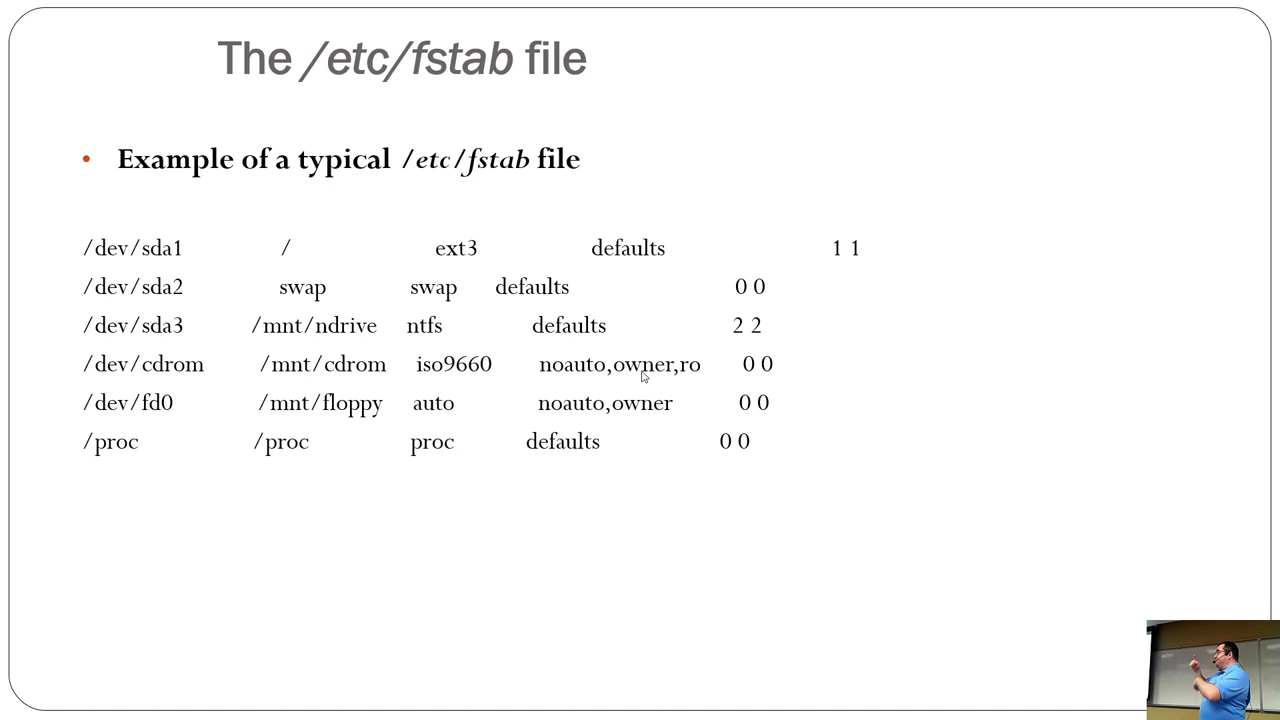 The /etc/fstab file
• Example of a typical /etc/fstab file
/dev/sda1 / ext3 defaults 1 1
/dev/sda2 swap swap defaults 0 0
/dev/sda3 /mnt/ndrive ntfs defaults 2 2
/dev/cdrom /mnt/cdrom iso9660 noauto,owner,ro 0 0
/dev/fd0 /mnt/floppy auto noauto,owner 0 0
/proc /proc proc defaults 0 0